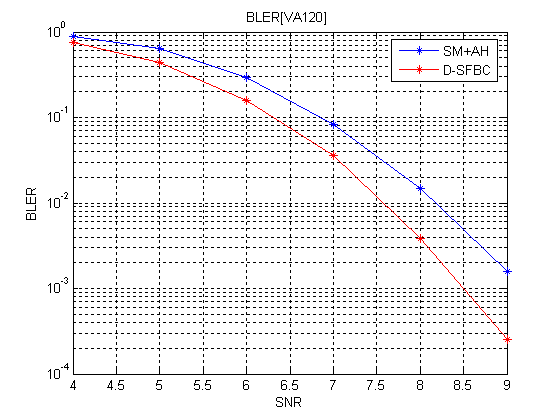 BLER[VA120]
SM+AH
D-SFBC
10^0
10^-1
10^-2
10^-3
10^-4
BLER
4 4.5 5 5.5 6 6.5 7 7.5 8 8.5 9
SNR